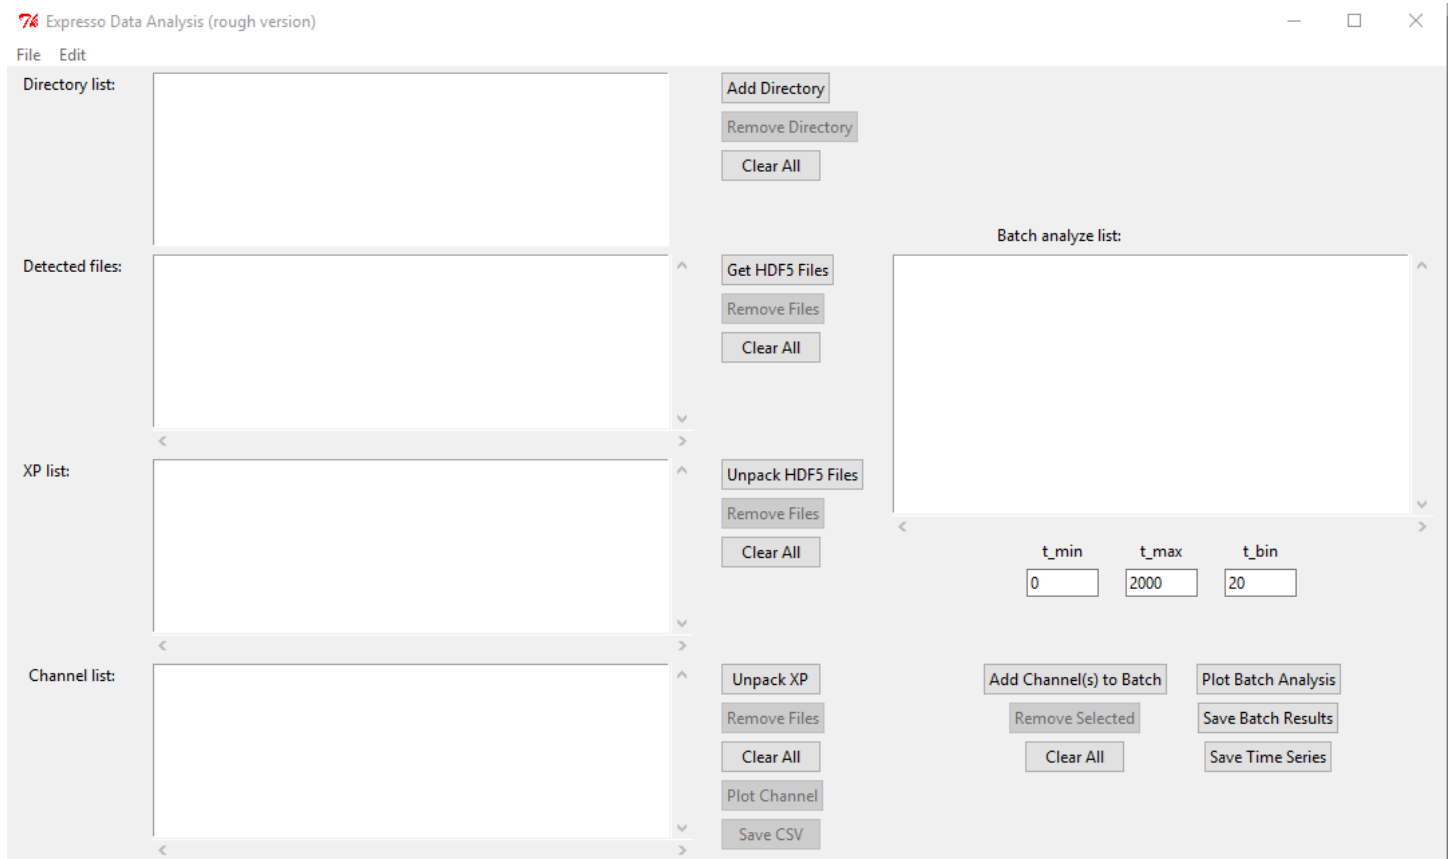 Expresso Data Analysis (rough version)
File Edit
Directory list:
Add Directory
Remove Directory
Clear All
Detected files:
Get HDF5 Files
Remove Files
Clear All
XP list:
Unpack HDF5 Files
Remove Files
Clear All
Channel list:
Unpack XP
Remove Files
Clear All
Plot Channel
Save CSV
Batch analyze list:
t_min t_max t_bin
0 2000 20
Add Channel(s) to Batch Plot Batch Analysis
Remove Selected Save Batch Results
Clear All Save Time Series